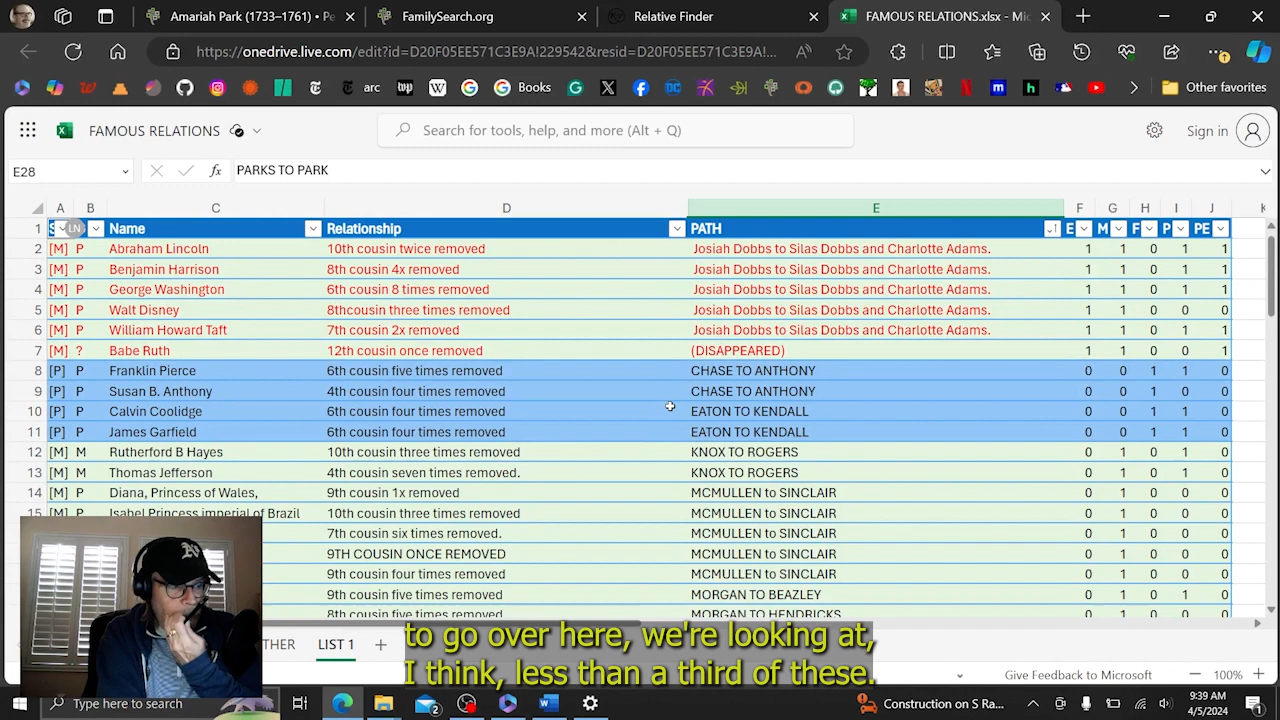 Amariah Park (1733–1761) • Pe
FamilySearch.org
Relative Finder
FAMOUS RELATIONS.xlsx - Mic
https://onedrive.live.com/edit?id=D20F05EE571C3E9A!229542&resid=D20F05EE571C3E9A!...
arc
Books
Other favorites
FAMOUS RELATIONS
Search for tools, help, and more (Alt + Q)
Sign in
E28
fx
PARKS TO PARK
A B C D E F G H I J K
1 S LN Name Relationship PATH E M F P PE
2 [M] P Abraham Lincoln 10th cousin twice removed Josiah Dobbs to Silas Dobbs and Charlotte Adams. 1 1 0 1 1
3 [M] P Benjamin Harrison 8th cousin 4x removed Josiah Dobbs to Silas Dobbs and Charlotte Adams. 1 1 0 1 1
4 [M] P George Washington 6th cousin 8 times removed Josiah Dobbs to Silas Dobbs and Charlotte Adams. 1 1 0 1 1
5 [M] P Walt Disney 8thcousin three times removed Josiah Dobbs to Silas Dobbs and Charlotte Adams. 1 1 0 0 0
6 [M] P William Howard Taft 7th cousin 2x removed Josiah Dobbs to Silas Dobbs and Charlotte Adams. 1 1 0 1 1
7 [M] ? Babe Ruth 12th cousin once removed (DISAPPEARED) 1 1 0 0 1
8 [P] P Franklin Pierce 6th cousin five times removed CHASE TO ANTHONY 0 0 1 1 0
9 [P] P Susan B. Anthony 4th cousin four times removed CHASE TO ANTHONY 0 0 1 0 0
10 [P] P Calvin Coolidge 6th cousin four times removed EATON TO KENDALL 0 0 1 1 0
11 [P] P James Garfield 6th cousin four times removed EATON TO KENDALL 0 0 1 1 0
12 [M] M Rutherford B Hayes 10th cousin three times removed KNOX TO ROGERS 0 1 0 1 0
13 [M] M Thomas Jefferson 4th cousin seven times removed. KNOX TO ROGERS 0 1 0 1 0
14 [M] P Diana, Princess of Wales, 9th cousin 1x removed MCMULLEN to SINCLAIR 0 1 0 0 0
15 [M] P Isabel Princess imperial of Brazil 10th cousin three times removed MCMULLEN to SINCLAIR 0 1 0 0 0
7th cousin six times removed. MCMULLEN to SINCLAIR 0 1 0 0 0
9TH COUSIN ONCE REMOVED MCMULLEN to SINCLAIR 0 1 0 0 0
9th cousin four times removed MCMULLEN to SINCLAIR 0 1 0 0 0
9th cousin five times removed MORGAN TO BEAZLEY 0 1 0 1 0
8th cousin five times removed MORGAN TO HENDRICKS 0 1 0 0 0
to go over here, we're looking at,
I think, less than a third of these.
THER LIST 1
Give Feedback to Microsoft 100%
Type here to search
Construction on S Ra...
9:39 AM
4/5/2024